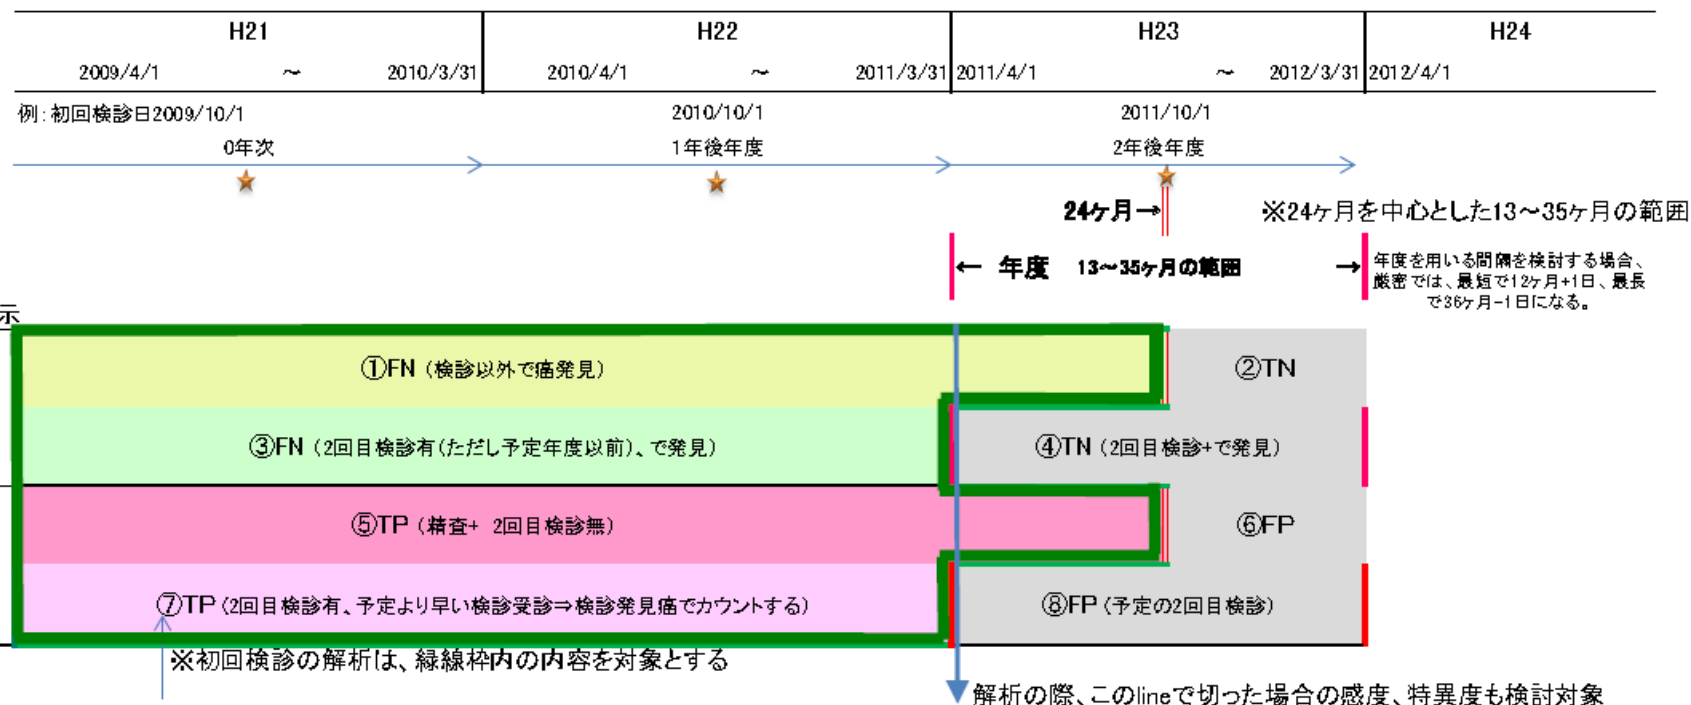 H21 H22 H23 H24
2009/4/1 ～ 2010/3/31 2010/4/1 ～ 2011/3/31 2011/4/1 ～ 2012/3/31 2012/4/1
例:初回検診日2009/10/1 2010/10/1 2011/10/1
0年次 1年後年度 2年後年度
24ケ月→ ※24ケ月を中心とした13～35ケ月の範囲
← 年度 13～35ケ月の範囲 →
年度を用いる間隔を検討する場合、
厳密では、最短で12ケ月+1日、最長
で36ケ月-1日になる。
示
①FN（検診以外で癌発見） ②TN
③FN（2回目検診有(ただし予定年度以前)、で発見） ④TN（2回目検診+で発見）
⑤TP（精査+ 2回目検診無） ⑥FP
⑦TP（2回目検診有、予定より早い検診受診⇒検診発見癌でカウントする） ⑧FP（予定の2回目検診）
※初回検診の解析は、緑線枠内の内容を対象とする
解析の際、このlineで切った場合の感度、特異度も検討対象